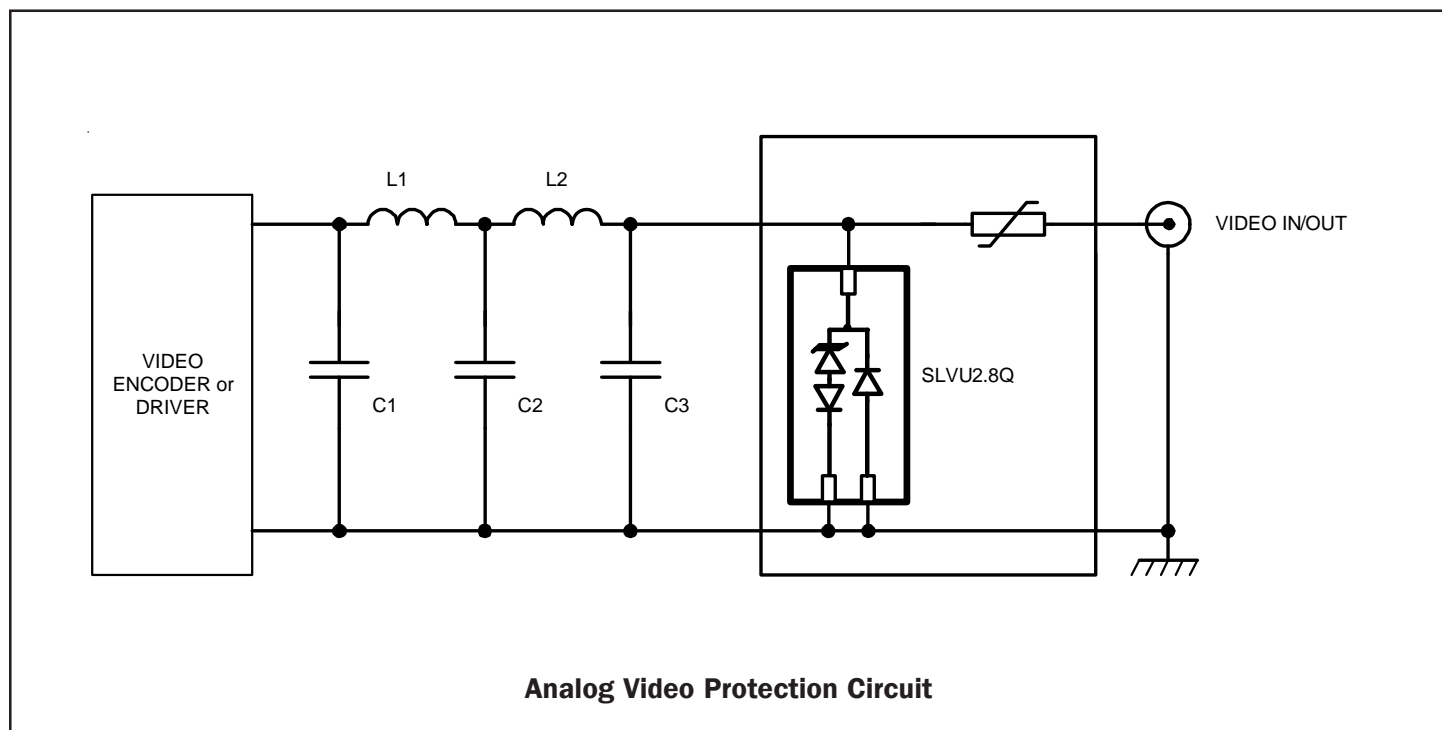 L1
L2
VIDEO IN/OUT
VIDEO
ENCODER or
DRIVER
SLVU2.8Q
C1
C2
C3
Analog Video Protection Circuit